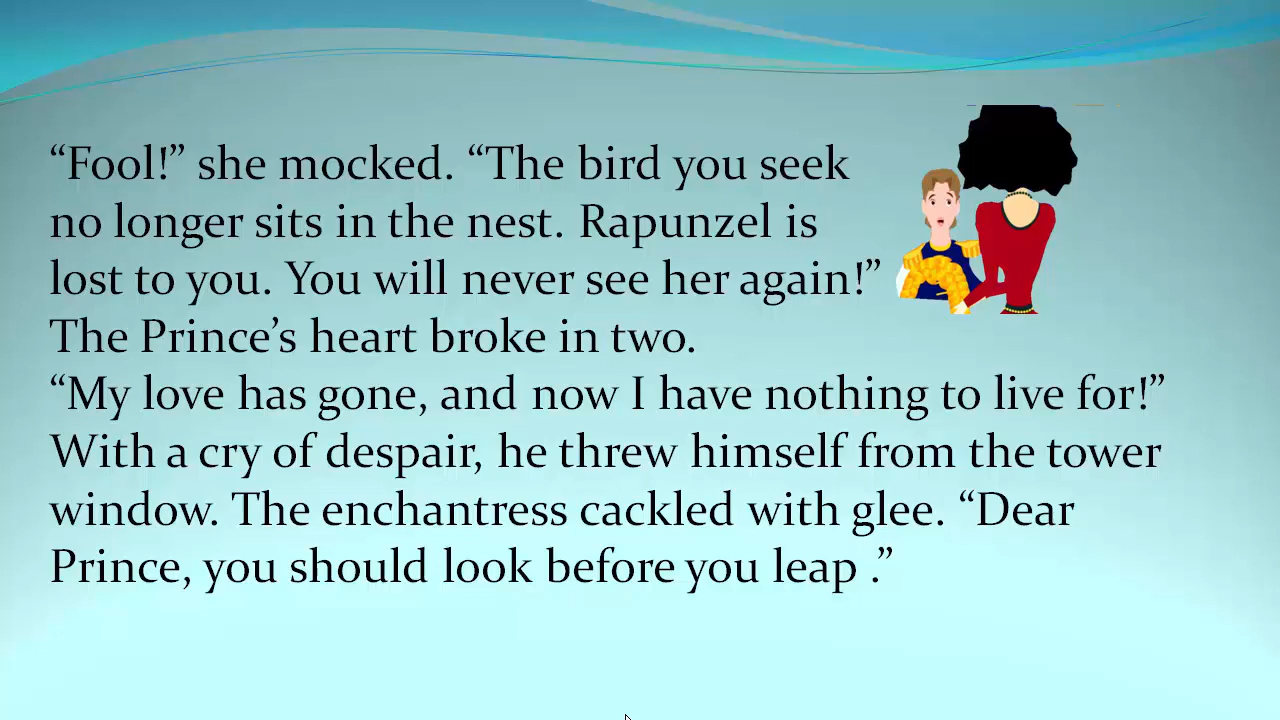 “Fool!” she mocked. “The bird you seek
no longer sits in the nest. Rapunzel is
lost to you. You will never see her again!”
The Prince’s heart broke in two.
“My love has gone, and now I have nothing to live for!”
With a cry of despair, he threw himself from the tower
window. The enchantress cackled with glee. “Dear
Prince, you should look before you leap .”